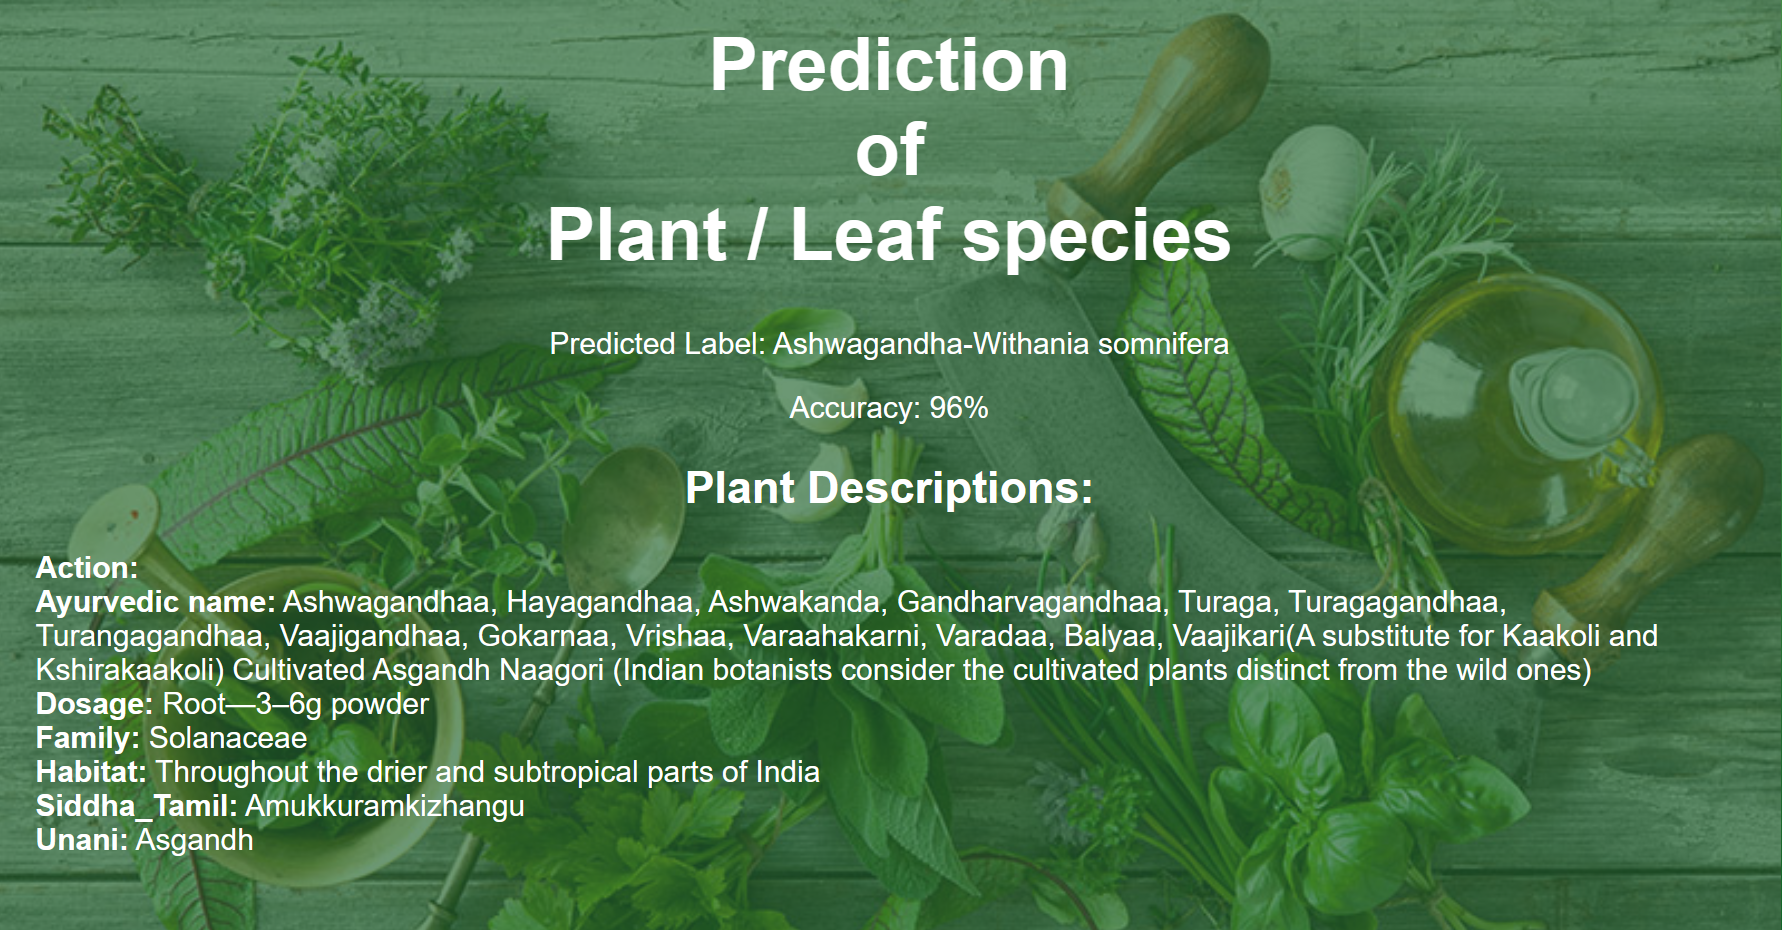 Prediction
of
Plant / Leaf species
Predicted Label: Ashwagandha-Withania somnifera
Accuracy: 96%
Plant Descriptions:
Action:
Ayurvedic name: Ashwagandhaa, Hayagandhaa, Ashwakanda, Gandharvagandhaa, Turaga, Turagagandhaa,
Turangagandhaa, Vaajigandhaa, Gokarnaa, Vrishaa, Varaahakarni, Varadaa, Balyaa, Vaajikari(A substitute for Kaakoli and
Kshirakaakoli) Cultivated Asgandh Naagori (Indian botanists consider the cultivated plants distinct from the wild ones)
Dosage: Root—3–6g powder
Family: Solanaceae
Habitat: Throughout the drier and subtropical parts of India
Siddha_Tamil: Amukkuramkizhangu
Unani: Asgandh